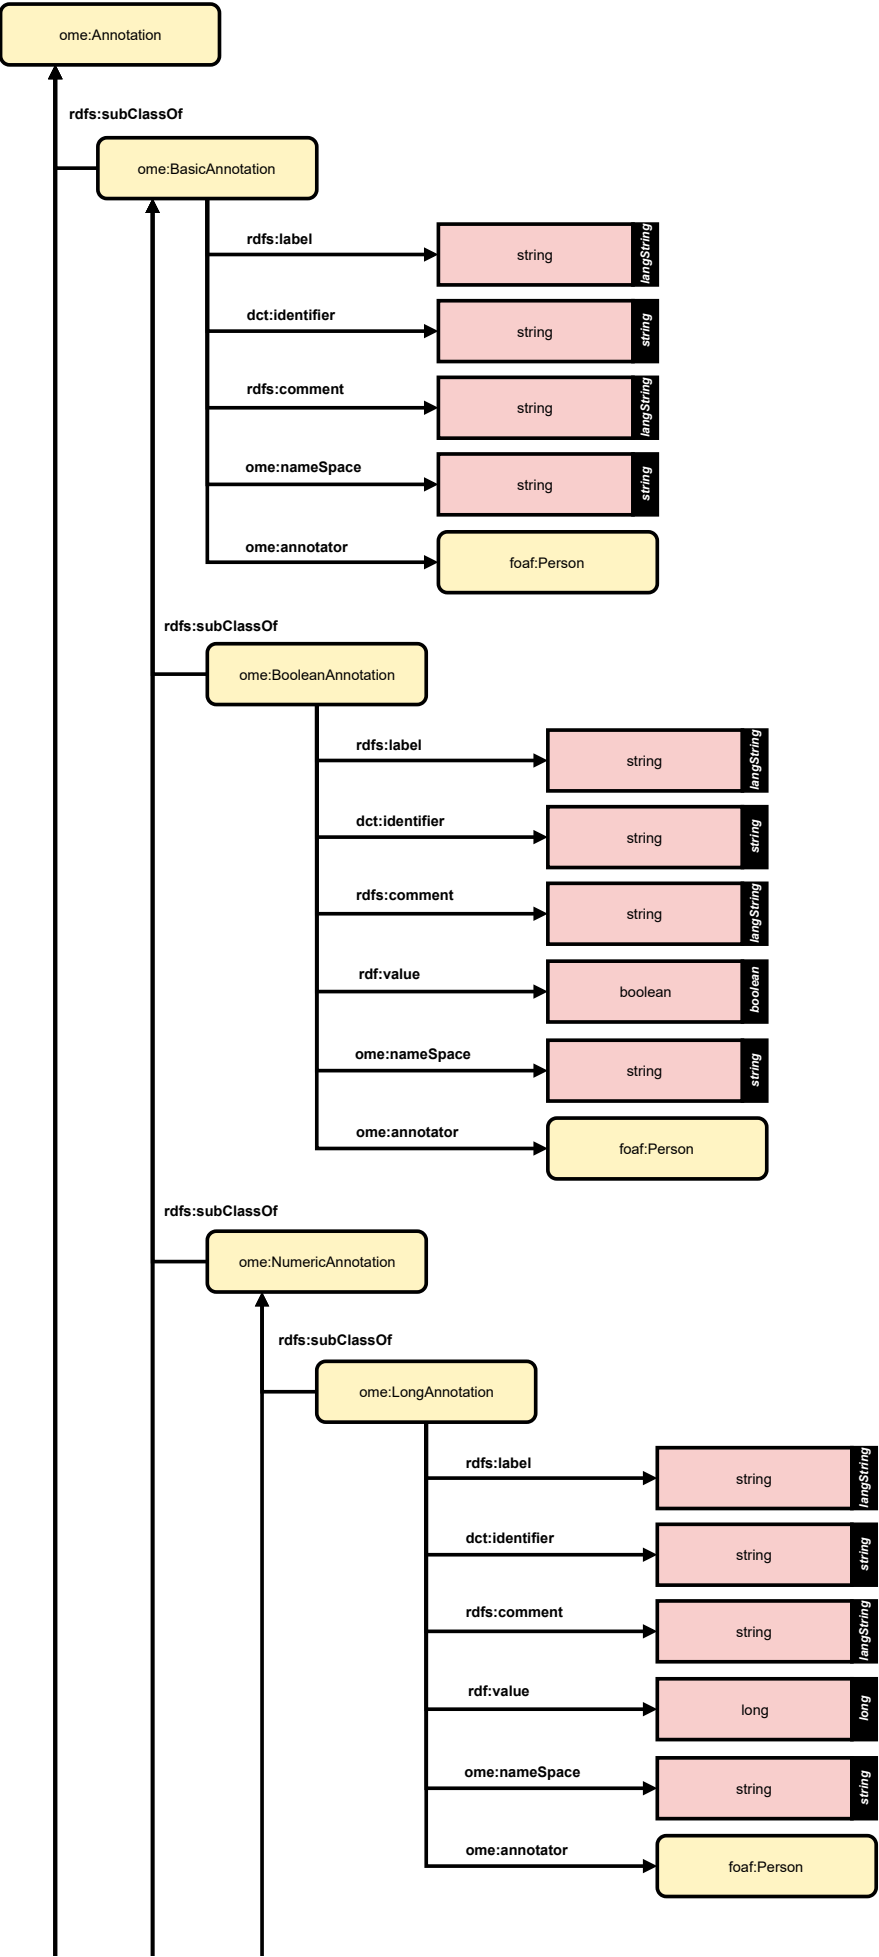 ome:Annotation
rdfs:subClassOf
ome:BasicAnnotation
rdfs:label
string
langString
dct:identifier
string
string
rdfs:comment
string
langString
ome:nameSpace
string
string
ome:annotator
foaf:Person
rdfs:subClassOf
ome:BooleanAnnotation
rdfs:label
string
langString
dct:identifier
string
string
rdfs:comment
string
langString
rdf:value
boolean
boolean
ome:nameSpace
string
string
ome:annotator
foaf:Person
rdfs:subClassOf
ome:NumericAnnotation
rdfs:subClassOf
ome:LongAnnotation
rdfs:label
string
langString
dct:identifier
string
string
rdfs:comment
string
langString
rdf:value
long
long
ome:nameSpace
string
string
ome:annotator
foaf:Person